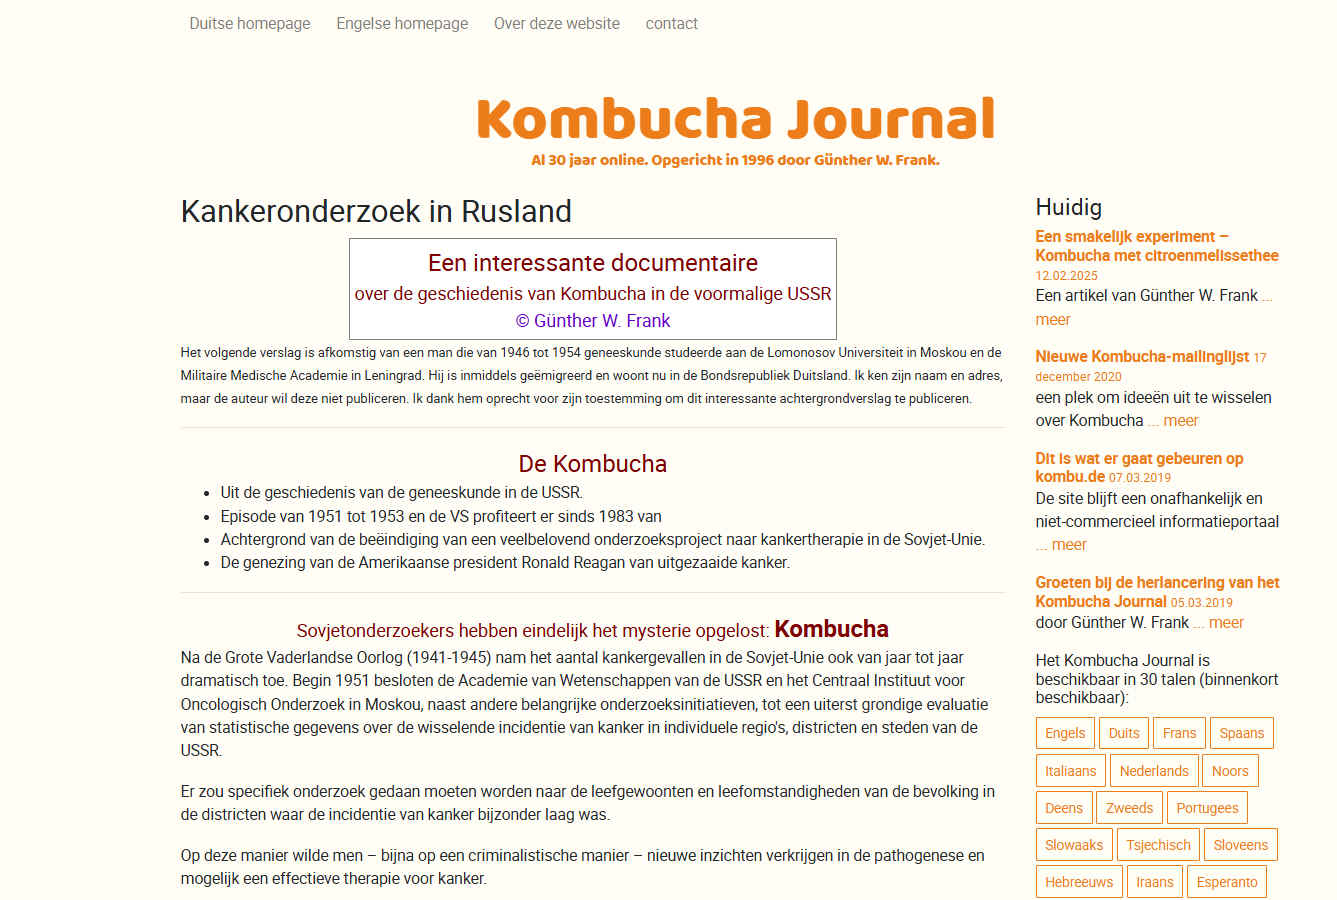 Duitse homepage Engelse homepage Over deze website contact
Kombucha Journal
Al 30 jaar online. Opgericht in 1996 door Günther W. Frank.
Kankeronderzoek in Rusland
Een interessante documentaire
over de geschiedenis van Kombucha in de voormalige USSR
© Günther W. Frank
Het volgende verslag is afkomstig van een man die van 1946 tot 1954 geneeskunde studeerde aan de Lomonosov Universiteit in Moskou en de
Militaire Medische Academie in Leningrad. Hij is inmiddels geëmigreerd en woont nu in de Bondsrepubliek Duitsland. Ik ken zijn naam en adres,
maar de auteur wil deze niet publiceren. Ik dank hem oprecht voor zijn toestemming om dit interessante achtergrondverslag te publiceren.
De Kombucha
• Uit de geschiedenis van de geneeskunde in de USSR.
• Episode van 1951 tot 1953 en de VS profiteert er sinds 1983 van
• Achtergrond van de beëindiging van een veelbelovend onderzoeksproject naar kankertherapie in de Sovjet-Unie.
• De genezing van de Amerikaanse president Ronald Reagan van uitgezaaide kanker.
Sovjetonderzoekers hebben eindelijk het mysterie opgelost: Kombucha
Na de Grote Vaderlandse Oorlog (1941-1945) nam het aantal kankergevallen in de Sovjet-Unie ook van jaar tot jaar
dramatisch toe. Begin 1951 besloten de Academie van Wetenschappen van de USSR en het Centraal Instituut voor
Oncologisch Onderzoek in Moskou, naast andere belangrijke onderzoeksinitiatieven, tot een uiterst grondige evaluatie
van statistische gegevens over de wisselende incidentie van kanker in individuele regio's, districten en steden van de
USSR.
Er zou specifiek onderzoek gedaan moeten worden naar de leefgewoonten en leefomstandigheden van de bevolking in
de districten waar de incidentie van kanker bijzonder laag was.
Op deze manier wilde men – bijna op een criminalistische manier – nieuwe inzichten verkrijgen in de pathogenese en
mogelijk een effectieve therapie voor kanker.
Huidig
Een smakelijk experiment –
Kombucha met citroenmelissethee
12.02.2025
Een artikel van Günther W. Frank ...
meer
Nieuwe Kombucha-mailinglijst 17
december 2020
een plek om ideeën uit te wisselen
over Kombucha ... meer
Dit is wat er gaat gebeuren op
kombu.de 07.03.2019
De site blijft een onafhankelijk en
niet-commercieel informatieportaal
... meer
Groeten bij de herlancering van het
Kombucha Journal 05.03.2019
door Günther W. Frank ... meer
Het Kombucha Journal is
beschikbaar in 30 talen (binnenkort
beschikbaar):
Engels Duits Frans Spaans
Italiaans Nederlands Noors
Deens Zweeds Portugees
Slowaaks Tsjechisch Sloveens
Hebreeuws Iraans Esperanto